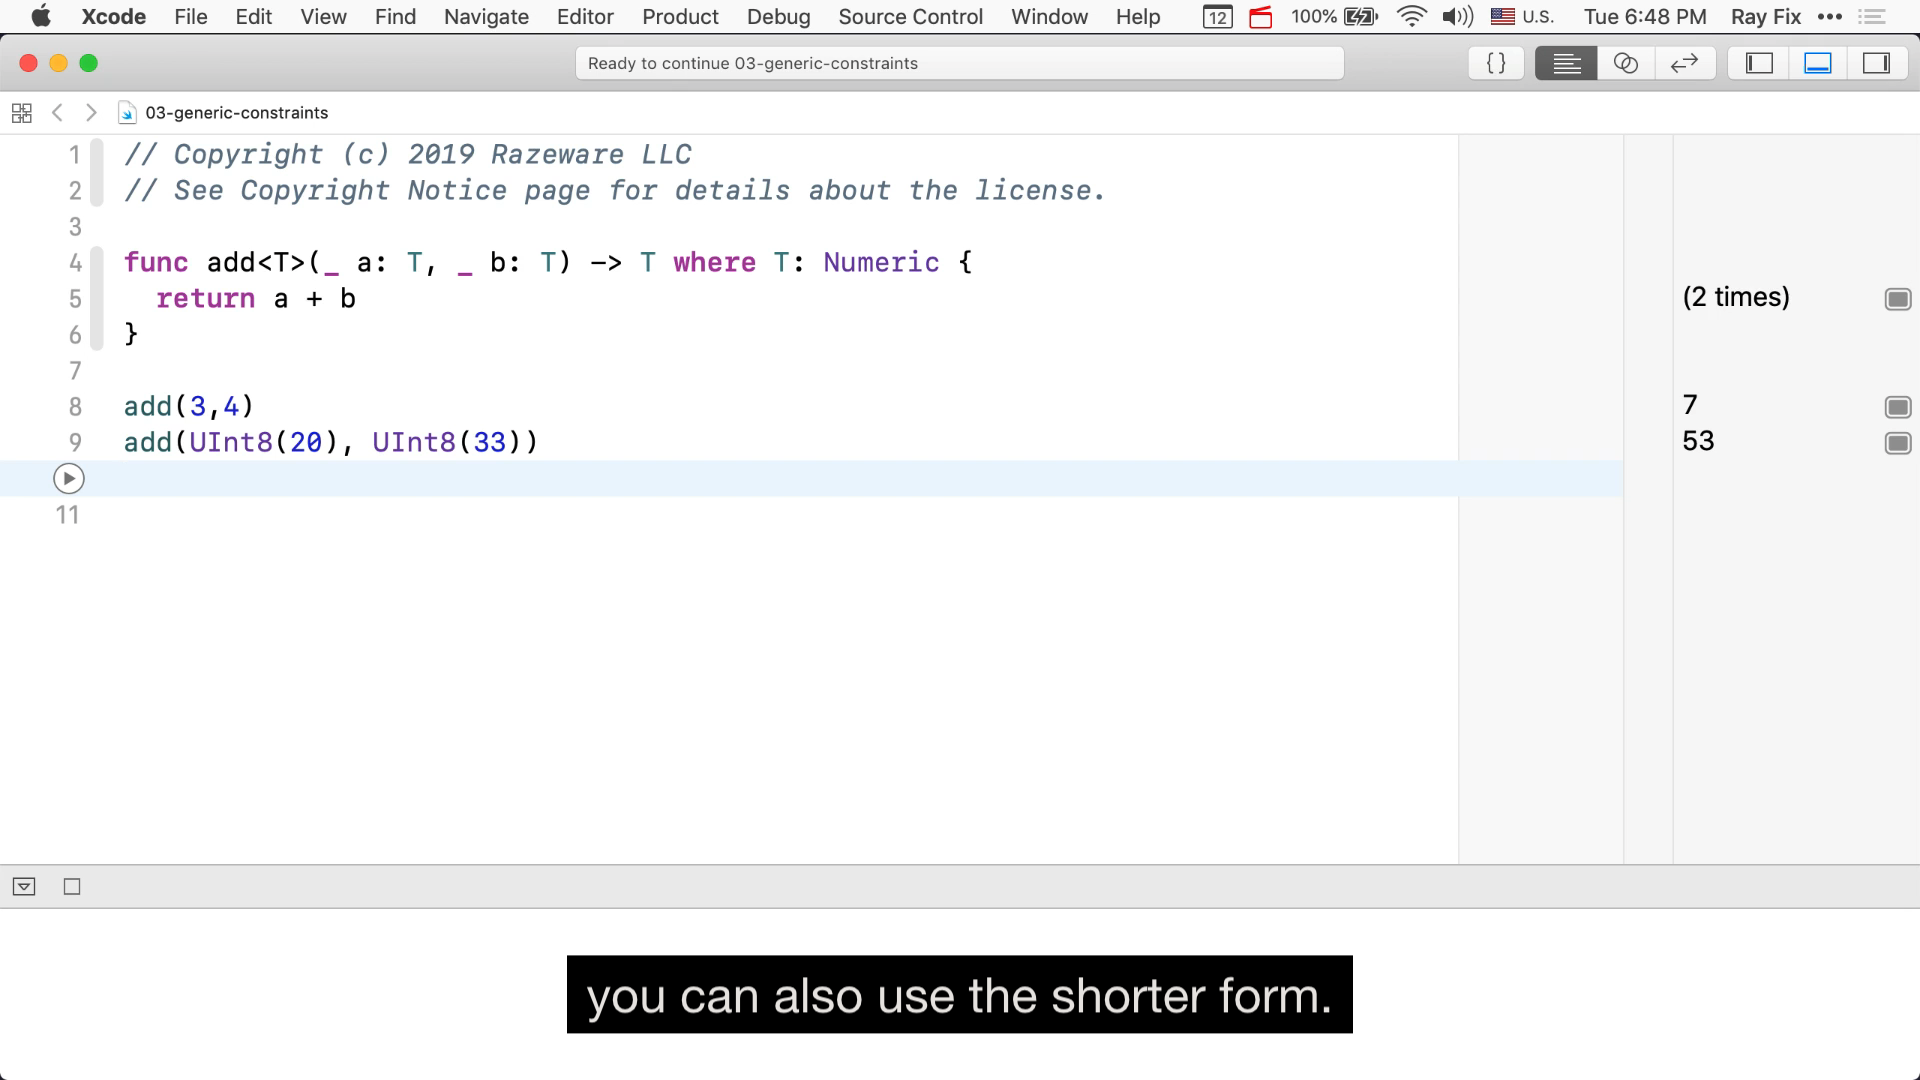 Xcode File Edit View Find Navigate Editor Product Debug Source Control Window Help 12 100% U.S. Tue 6:48 PM Ray Fix
Ready to continue 03-generic-constraints
{}
03-generic-constraints
1 // Copyright (c) 2019 Razeware LLC
2 // See Copyright Notice page for details about the license.
3
4 func add<T>(_ a: T, _ b: T) -> T where T: Numeric {
5 return a + b (2 times)
6 }
7
8 add(3,4) 7
9 add(UInt8(20), UInt8(33)) 53
11
you can also use the shorter form.